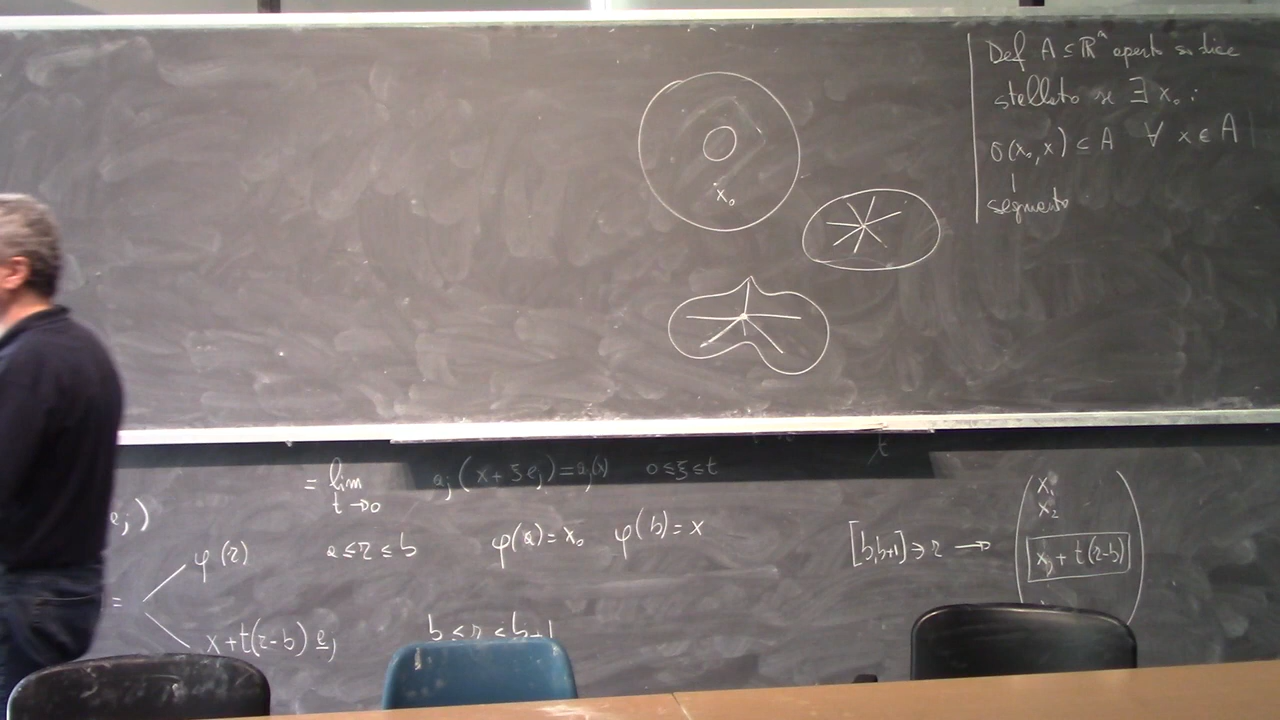 Def A ⊆ ℝⁿ aperto si dice
stellato se ∃ x₀ :
σ(x₀, x) ⊂ A ∀ x ∈ A
segmento
x₀
t
= lim
t → 0
a_j (x + ξ e_j) = a_j(x) 0 ≤ ξ ≤ t
e_j )
φ(r) a ≤ r ≤ b φ(a) = x₀ φ(b) = x
=
x + t(r-b) e_j b ≤ r ≤ b+1
[b, b+1] ∋ r →
x₁
x₂
x_j + t(r-b)